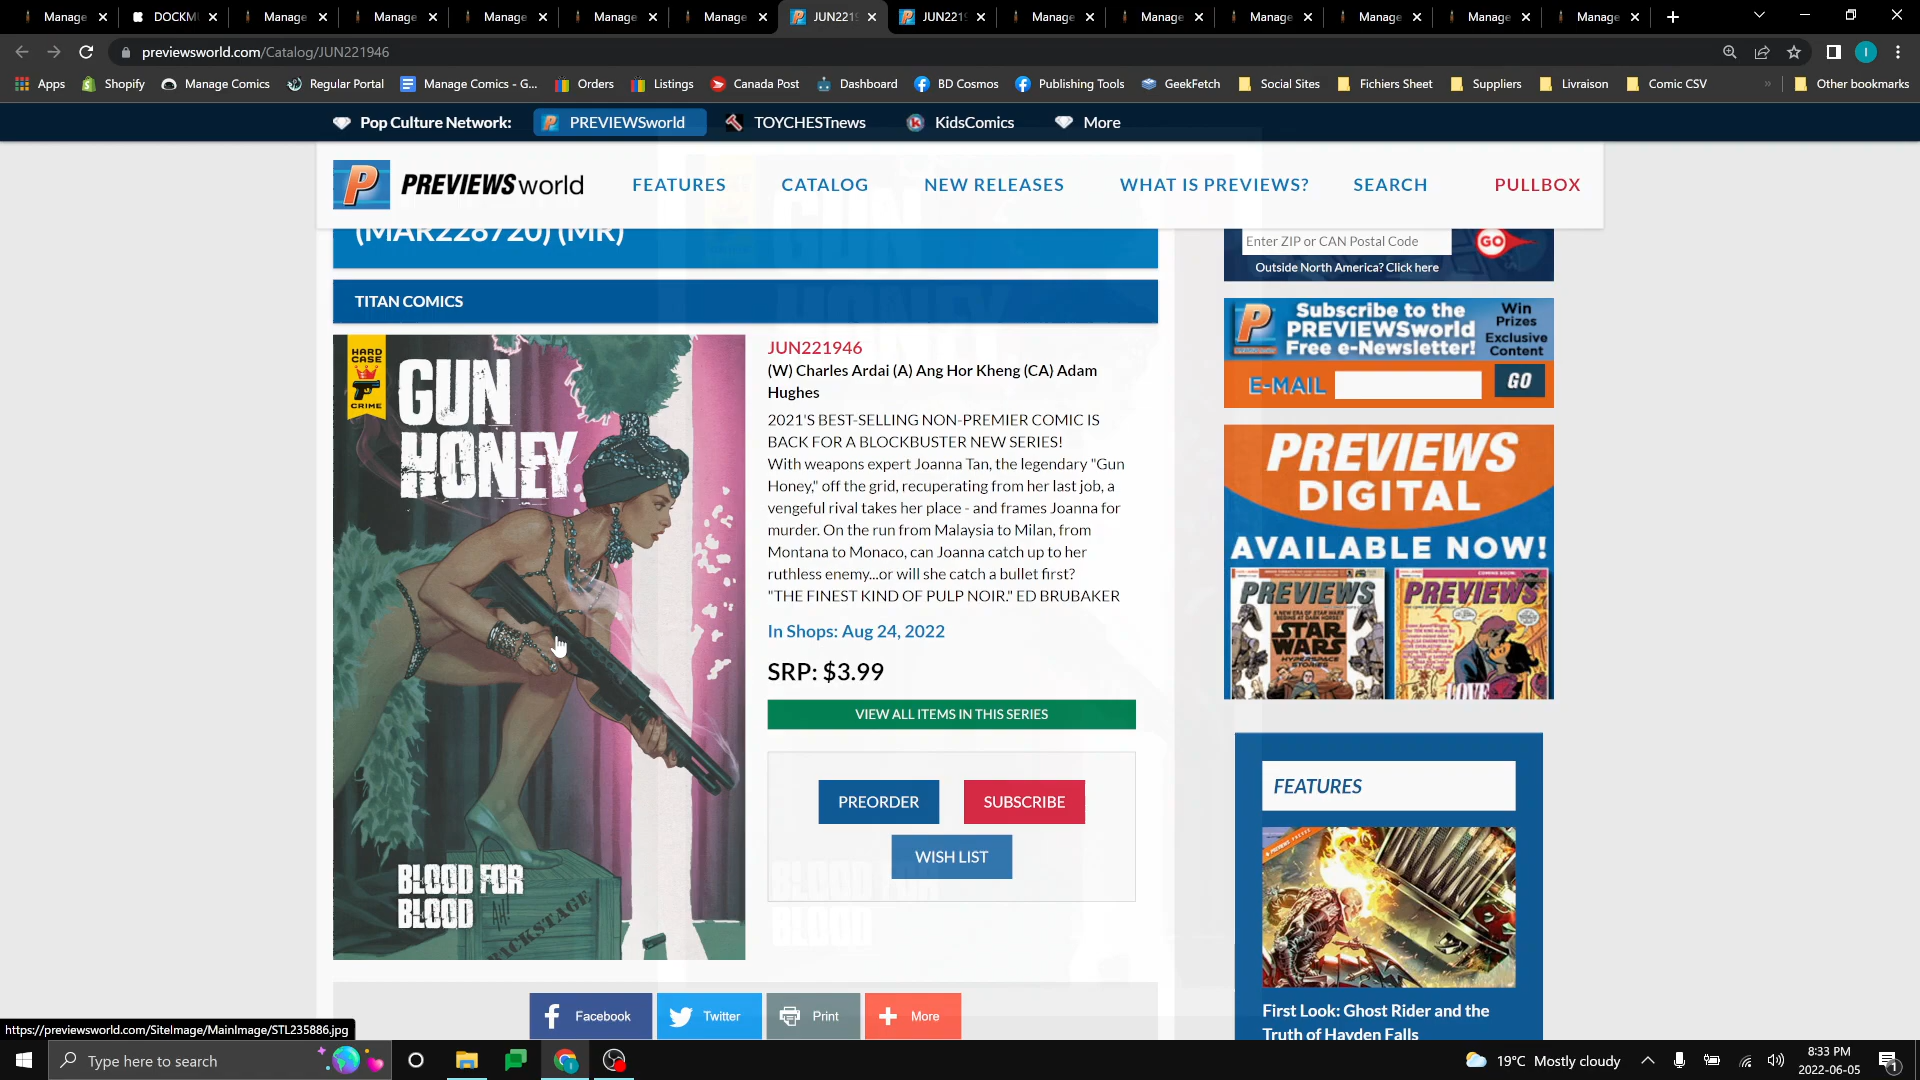 Manage
DOCKM
Manage
Manage
Manage
Manage
Manage
JUN221
JUN221
Manage
Manage
Manage
Manage
Manage
Manage
previewsworld.com/Catalog/JUN221946
Apps
Shopify
Manage Comics
Regular Portal
Manage Comics - G...
Orders
Listings
Canada Post
Dashboard
BD Cosmos
Publishing Tools
GeekFetch
Social Sites
Fichiers Sheet
Suppliers
Livraison
Comic CSV
»
Other bookmarks
Pop Culture Network:
PREVIEWSworld
TOYCHESTnews
KidsComics
More
PREVIEWSworld
FEATURES
CATALOG
NEW RELEASES
WHAT IS PREVIEWS?
SEARCH
PULLBOX
(MAR228720) (MR)
TITAN COMICS
HARD
CASE
CRIME
GUN
HONEY
BLOOD FOR
BLOOD
AH!
BACKSTAGE
JUN221946
(W) Charles Ardai (A) Ang Hor Kheng (CA) Adam
Hughes
2021'S BEST-SELLING NON-PREMIER COMIC IS
BACK FOR A BLOCKBUSTER NEW SERIES!
With weapons expert Joanna Tan, the legendary "Gun
Honey," off the grid, recuperating from her last job, a
vengeful rival takes her place - and frames Joanna for
murder. On the run from Malaysia to Milan, from
Montana to Monaco, can Joanna catch up to her
ruthless enemy...or will she catch a bullet first?
"THE FINEST KIND OF PULP NOIR." ED BRUBAKER
In Shops: Aug 24, 2022
SRP: $3.99
VIEW ALL ITEMS IN THIS SERIES
PREORDER
SUBSCRIBE
WISH LIST
Facebook
Twitter
Print
More
Enter ZIP or CAN Postal Code
GO
Outside North America? Click here
Subscribe to the
PREVIEWSworld
Free e-Newsletter!
Win
Prizes
Exclusive
Content
E-MAIL
GO
PREVIEWS
DIGITAL
AVAILABLE NOW!
PREVIEWS
STAR
WARS
HYPERSPACE
STORIES
PREVIEWS
LOVE
FEATURES
First Look: Ghost Rider and the
Truth of Hayden Falls
https://previewsworld.com/SiteImage/MainImage/STL235886.jpg
Type here to search
19°C Mostly cloudy
8:33 PM
2022-06-05
1